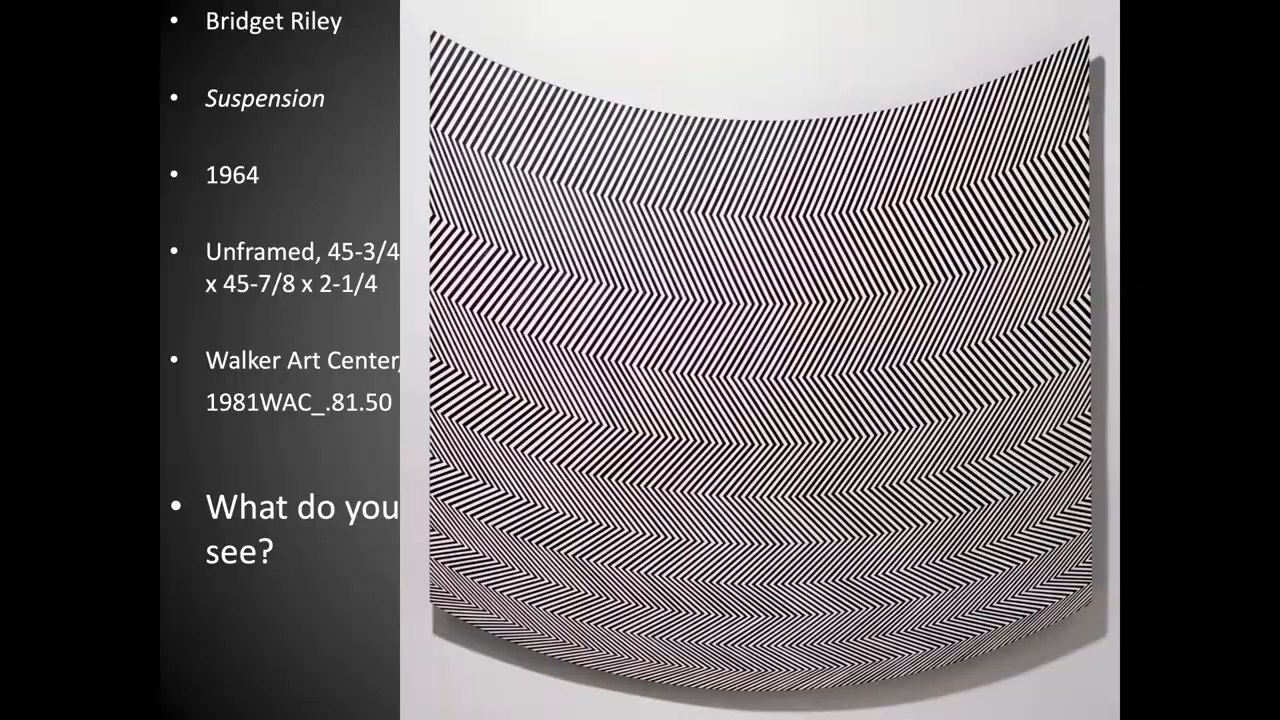 Bridget Riley
Suspension
1964
Unframed, 45-3/4
x 45-7/8 x 2-1/4
Walker Art Center,
1981WAC_.81.50
What do you
see?